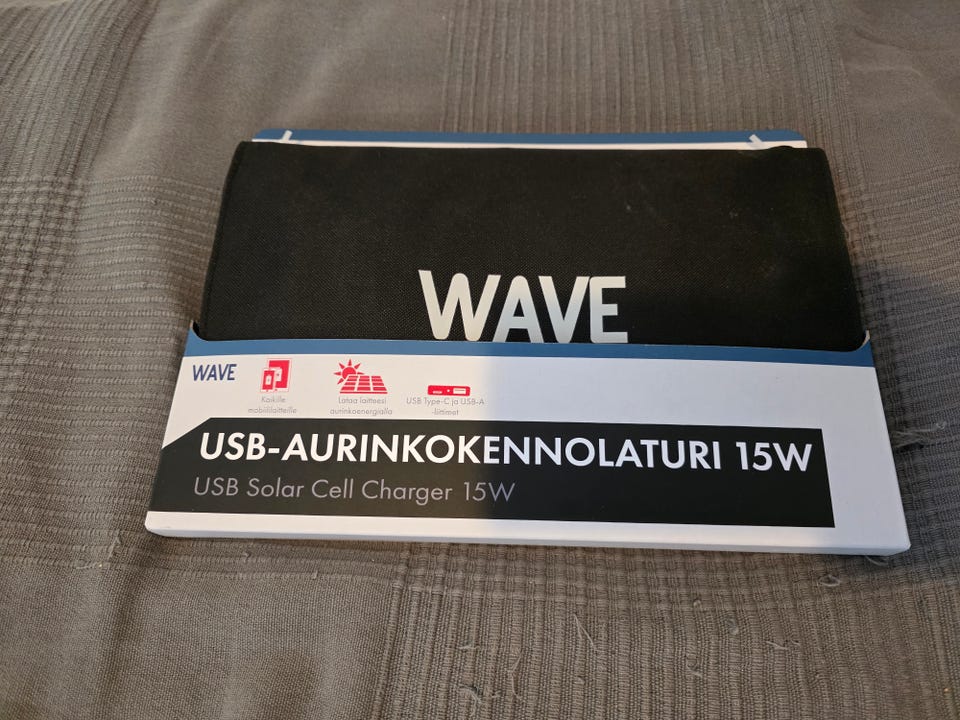 WAVE
WAVE
Kaikille
mobiililaitteille
Lataa laitteesi
aurinkoenergialla
USB Type-C ja USB-A
-liittimet
USB-AURINKOKENNOLATURI 15W
USB Solar Cell Charger 15W